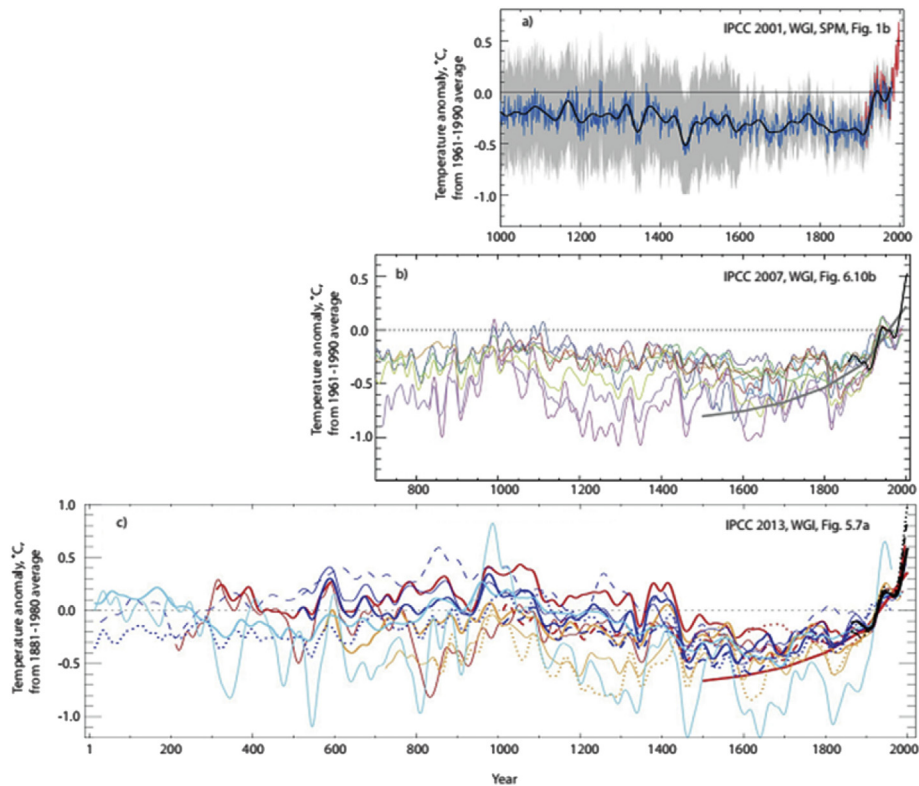 a)
IPCC 2001, WGI, SPM, Fig. 1b
Temperature anomaly, °C,
from 1961-1990 average
0.5
0.0
-0.5
-1.0
1000 1200 1400 1600 1800 2000
b)
IPCC 2007, WGI, Fig. 6.10b
Temperature anomaly, °C,
from 1961-1990 average
0.5
0.0
-0.5
-1.0
800 1000 1200 1400 1600 1800 2000
c)
IPCC 2013, WGI, Fig. 5.7a
Temperature anomaly, °C,
from 1881-1980 average
1.0
0.5
0.0
-0.5
-1.0
1 200 400 600 800 1000 1200 1400 1600 1800 2000
Year